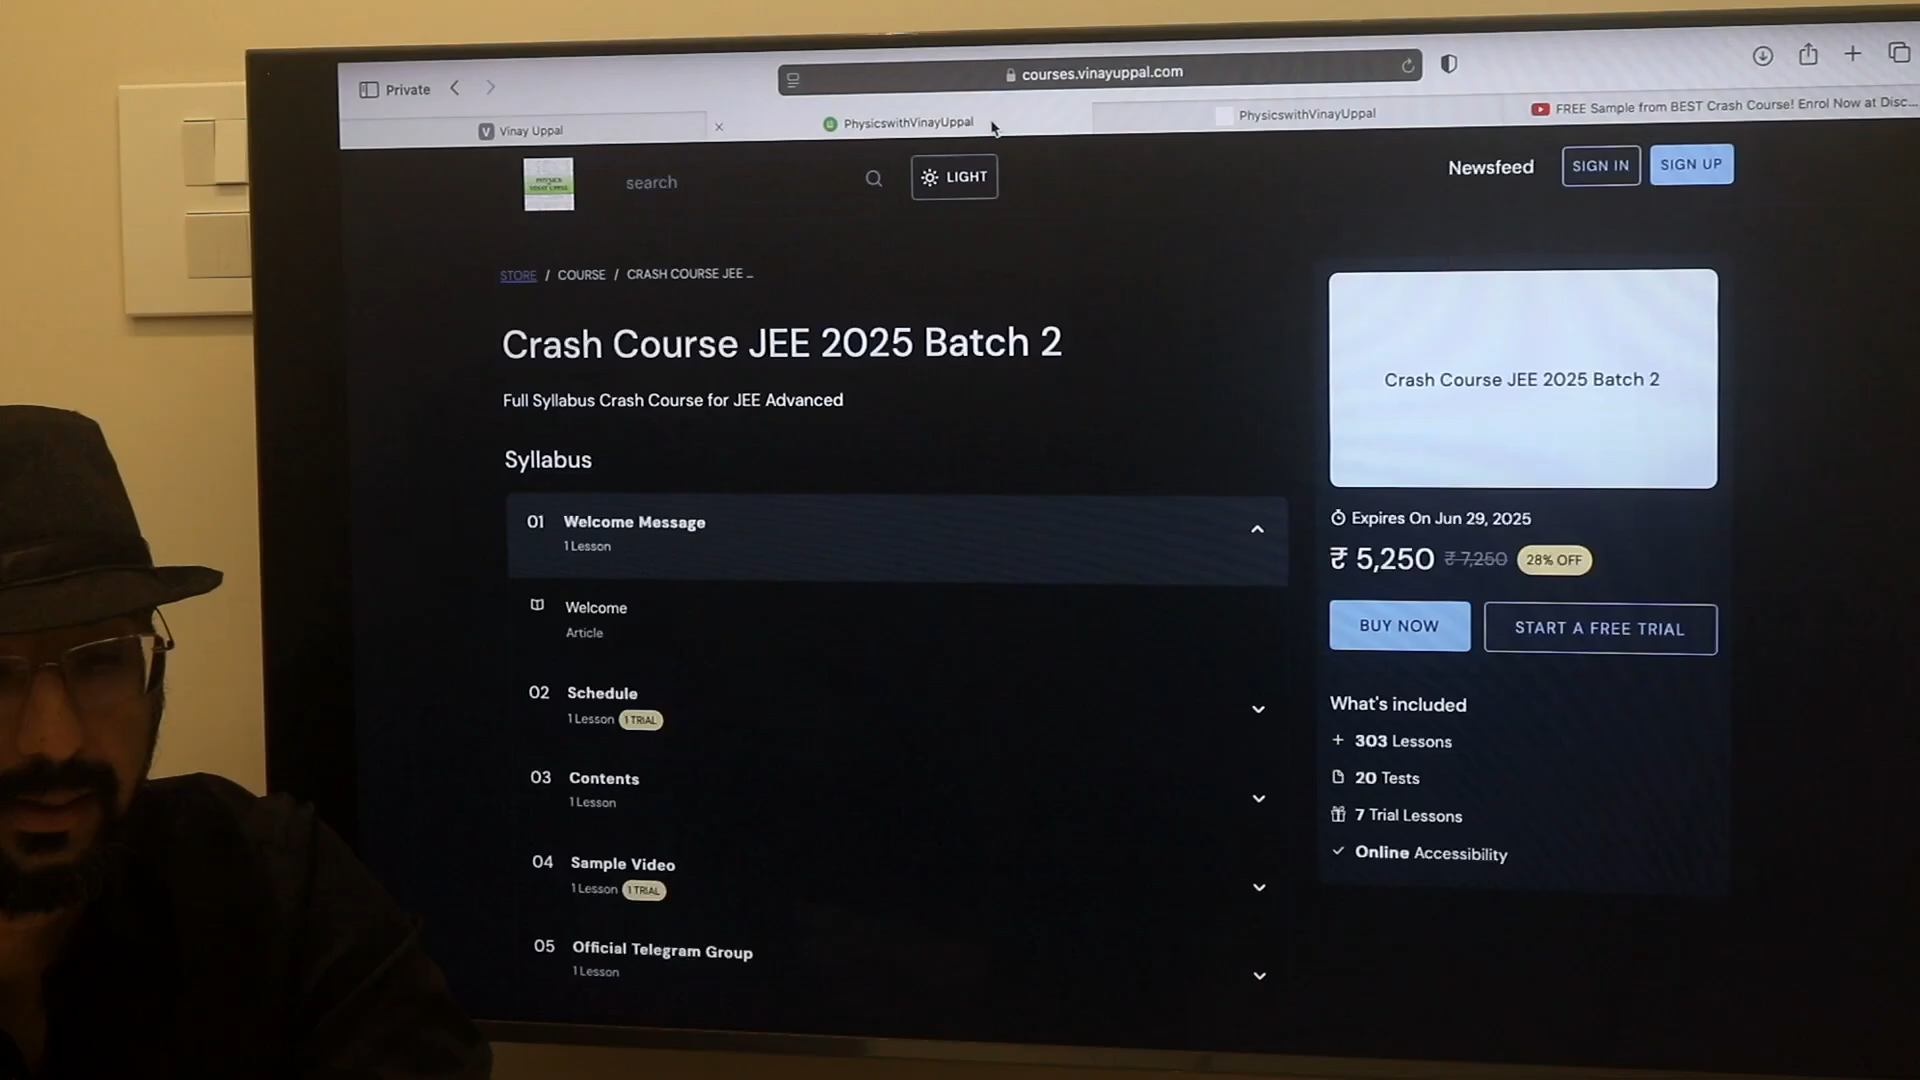 Private
courses.vinayuppal.com
V Vinay Uppal
PhysicswithVinayUppal
PhysicswithVinayUppal
FREE Sample from BEST Crash Course! Enrol Now at Disc...
PHYSICS
VINAY UPPAL
search
LIGHT
Newsfeed
SIGN IN
SIGN UP
STORE / COURSE / CRASH COURSE JEE ...
Crash Course JEE 2025 Batch 2
Full Syllabus Crash Course for JEE Advanced
Syllabus
01 Welcome Message
1 Lesson
Welcome
Article
02 Schedule
1 Lesson 1 TRIAL
03 Contents
1 Lesson
04 Sample Video
1 Lesson 1 TRIAL
05 Official Telegram Group
1 Lesson
Crash Course JEE 2025 Batch 2
Expires On Jun 29, 2025
₹ 5,250 ₹ 7,250 28% OFF
BUY NOW
START A FREE TRIAL
What's included
303 Lessons
20 Tests
7 Trial Lessons
Online Accessibility